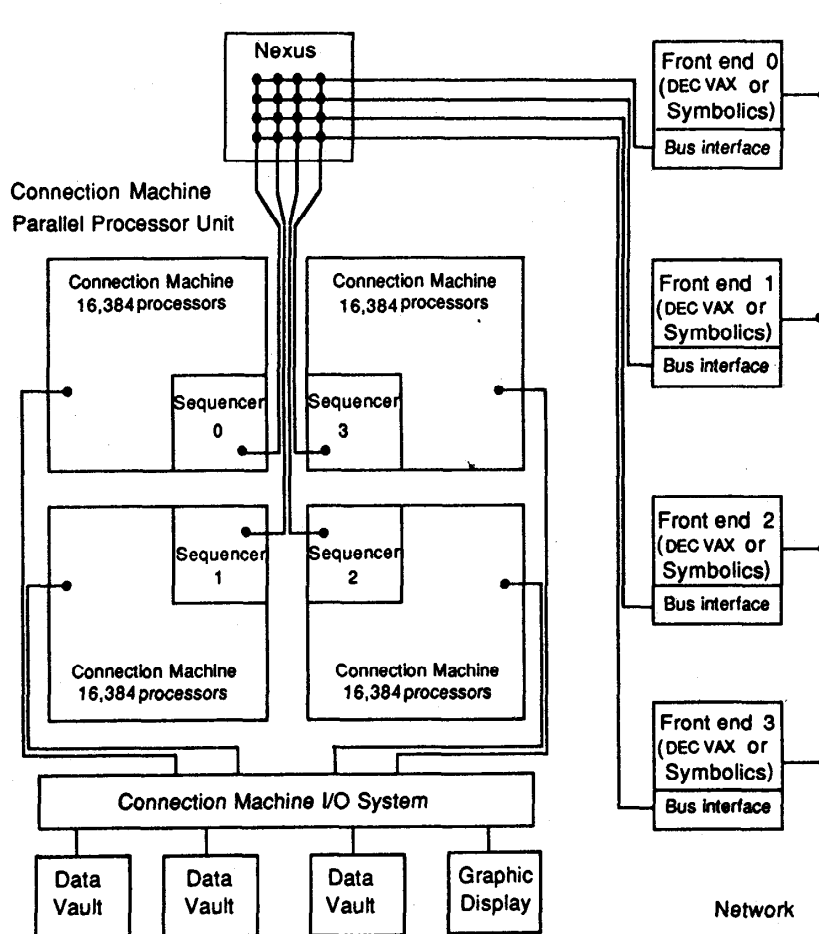 Nexus
Front end 0
(DEC VAX or
Symbolics)
Bus interface
Connection Machine
Parallel Processor Unit
Connection Machine
16,384 processors
Sequencer
0
Connection Machine
16,384 processors
Sequencer
3
Front end 1
(DEC VAX or
Symbolics)
Bus interface
Sequencer
1
Connection Machine
16,384 processors
Sequencer
2
Connection Machine
16,384 processors
Front end 2
(DEC VAX or
Symbolics)
Bus interface
Front end 3
(DEC VAX or
Symbolics)
Bus interface
Connection Machine I/O System
Data
Vault
Data
Vault
Data
Vault
Graphic
Display
Network